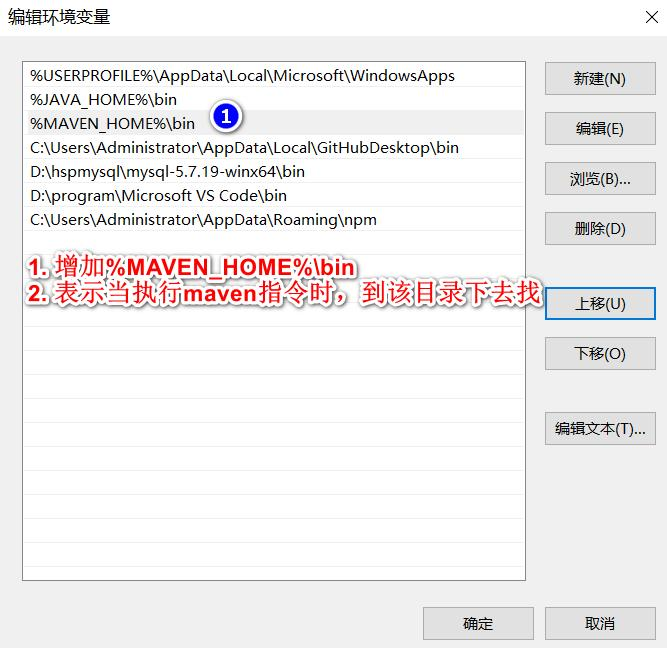 编辑环境变量
%USERPROFILE%\AppData\Local\Microsoft\WindowsApps
新建(N)
%JAVA_HOME%\bin
%MAVEN_HOME%\bin
1
编辑(E)
C:\Users\Administrator\AppData\Local\GitHubDesktop\bin
D:\hspmysql\mysql-5.7.19-winx64\bin
浏览(B)...
D:\program\Microsoft VS Code\bin
C:\Users\Administrator\AppData\Roaming\npm
删除(D)
1. 增加%MAVEN_HOME%\bin
2. 表示当执行maven指令时，到该目录下去找
上移(U)
下移(O)
编辑文本(T)...
确定
取消